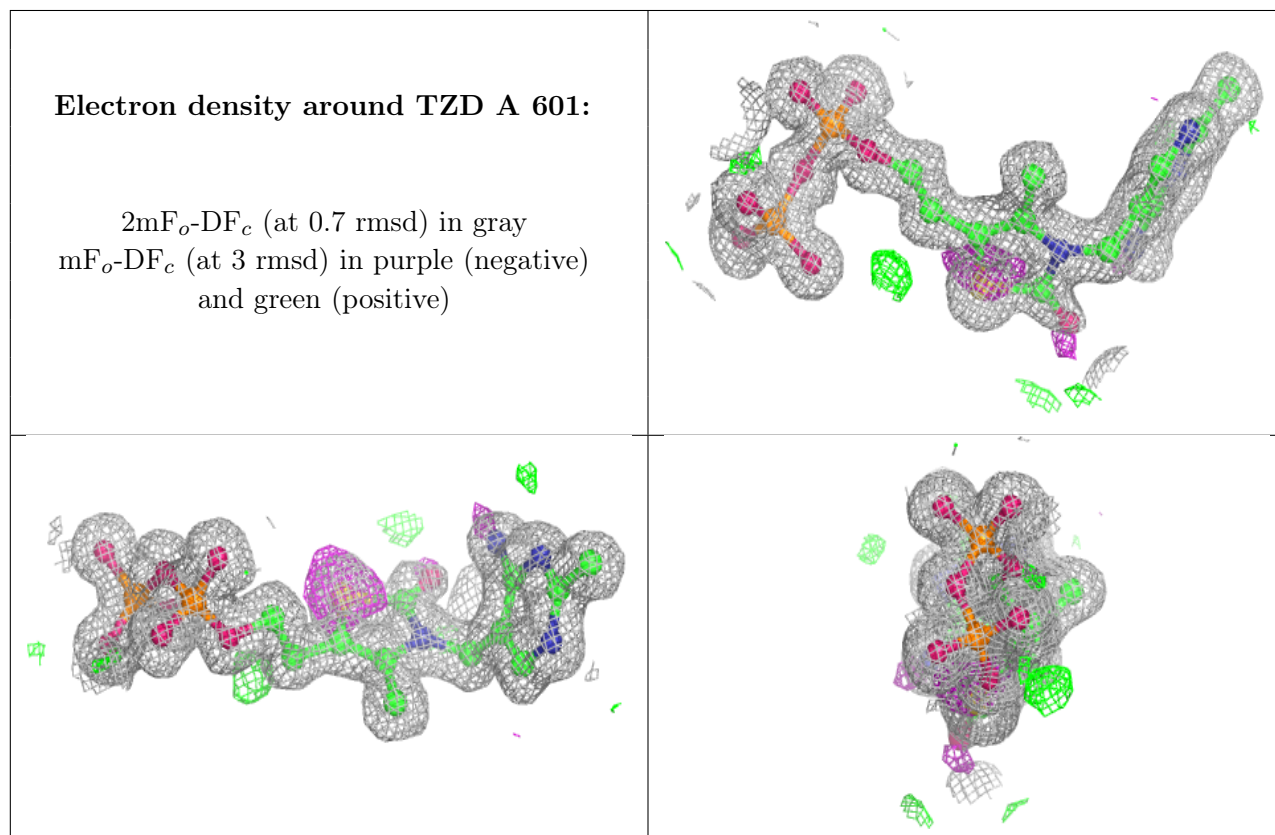 Electron density around TZD A 601:
2mFo-DFc (at 0.7 rmsd) in gray
mFo-DFc (at 3 rmsd) in purple (negative)
and green (positive)